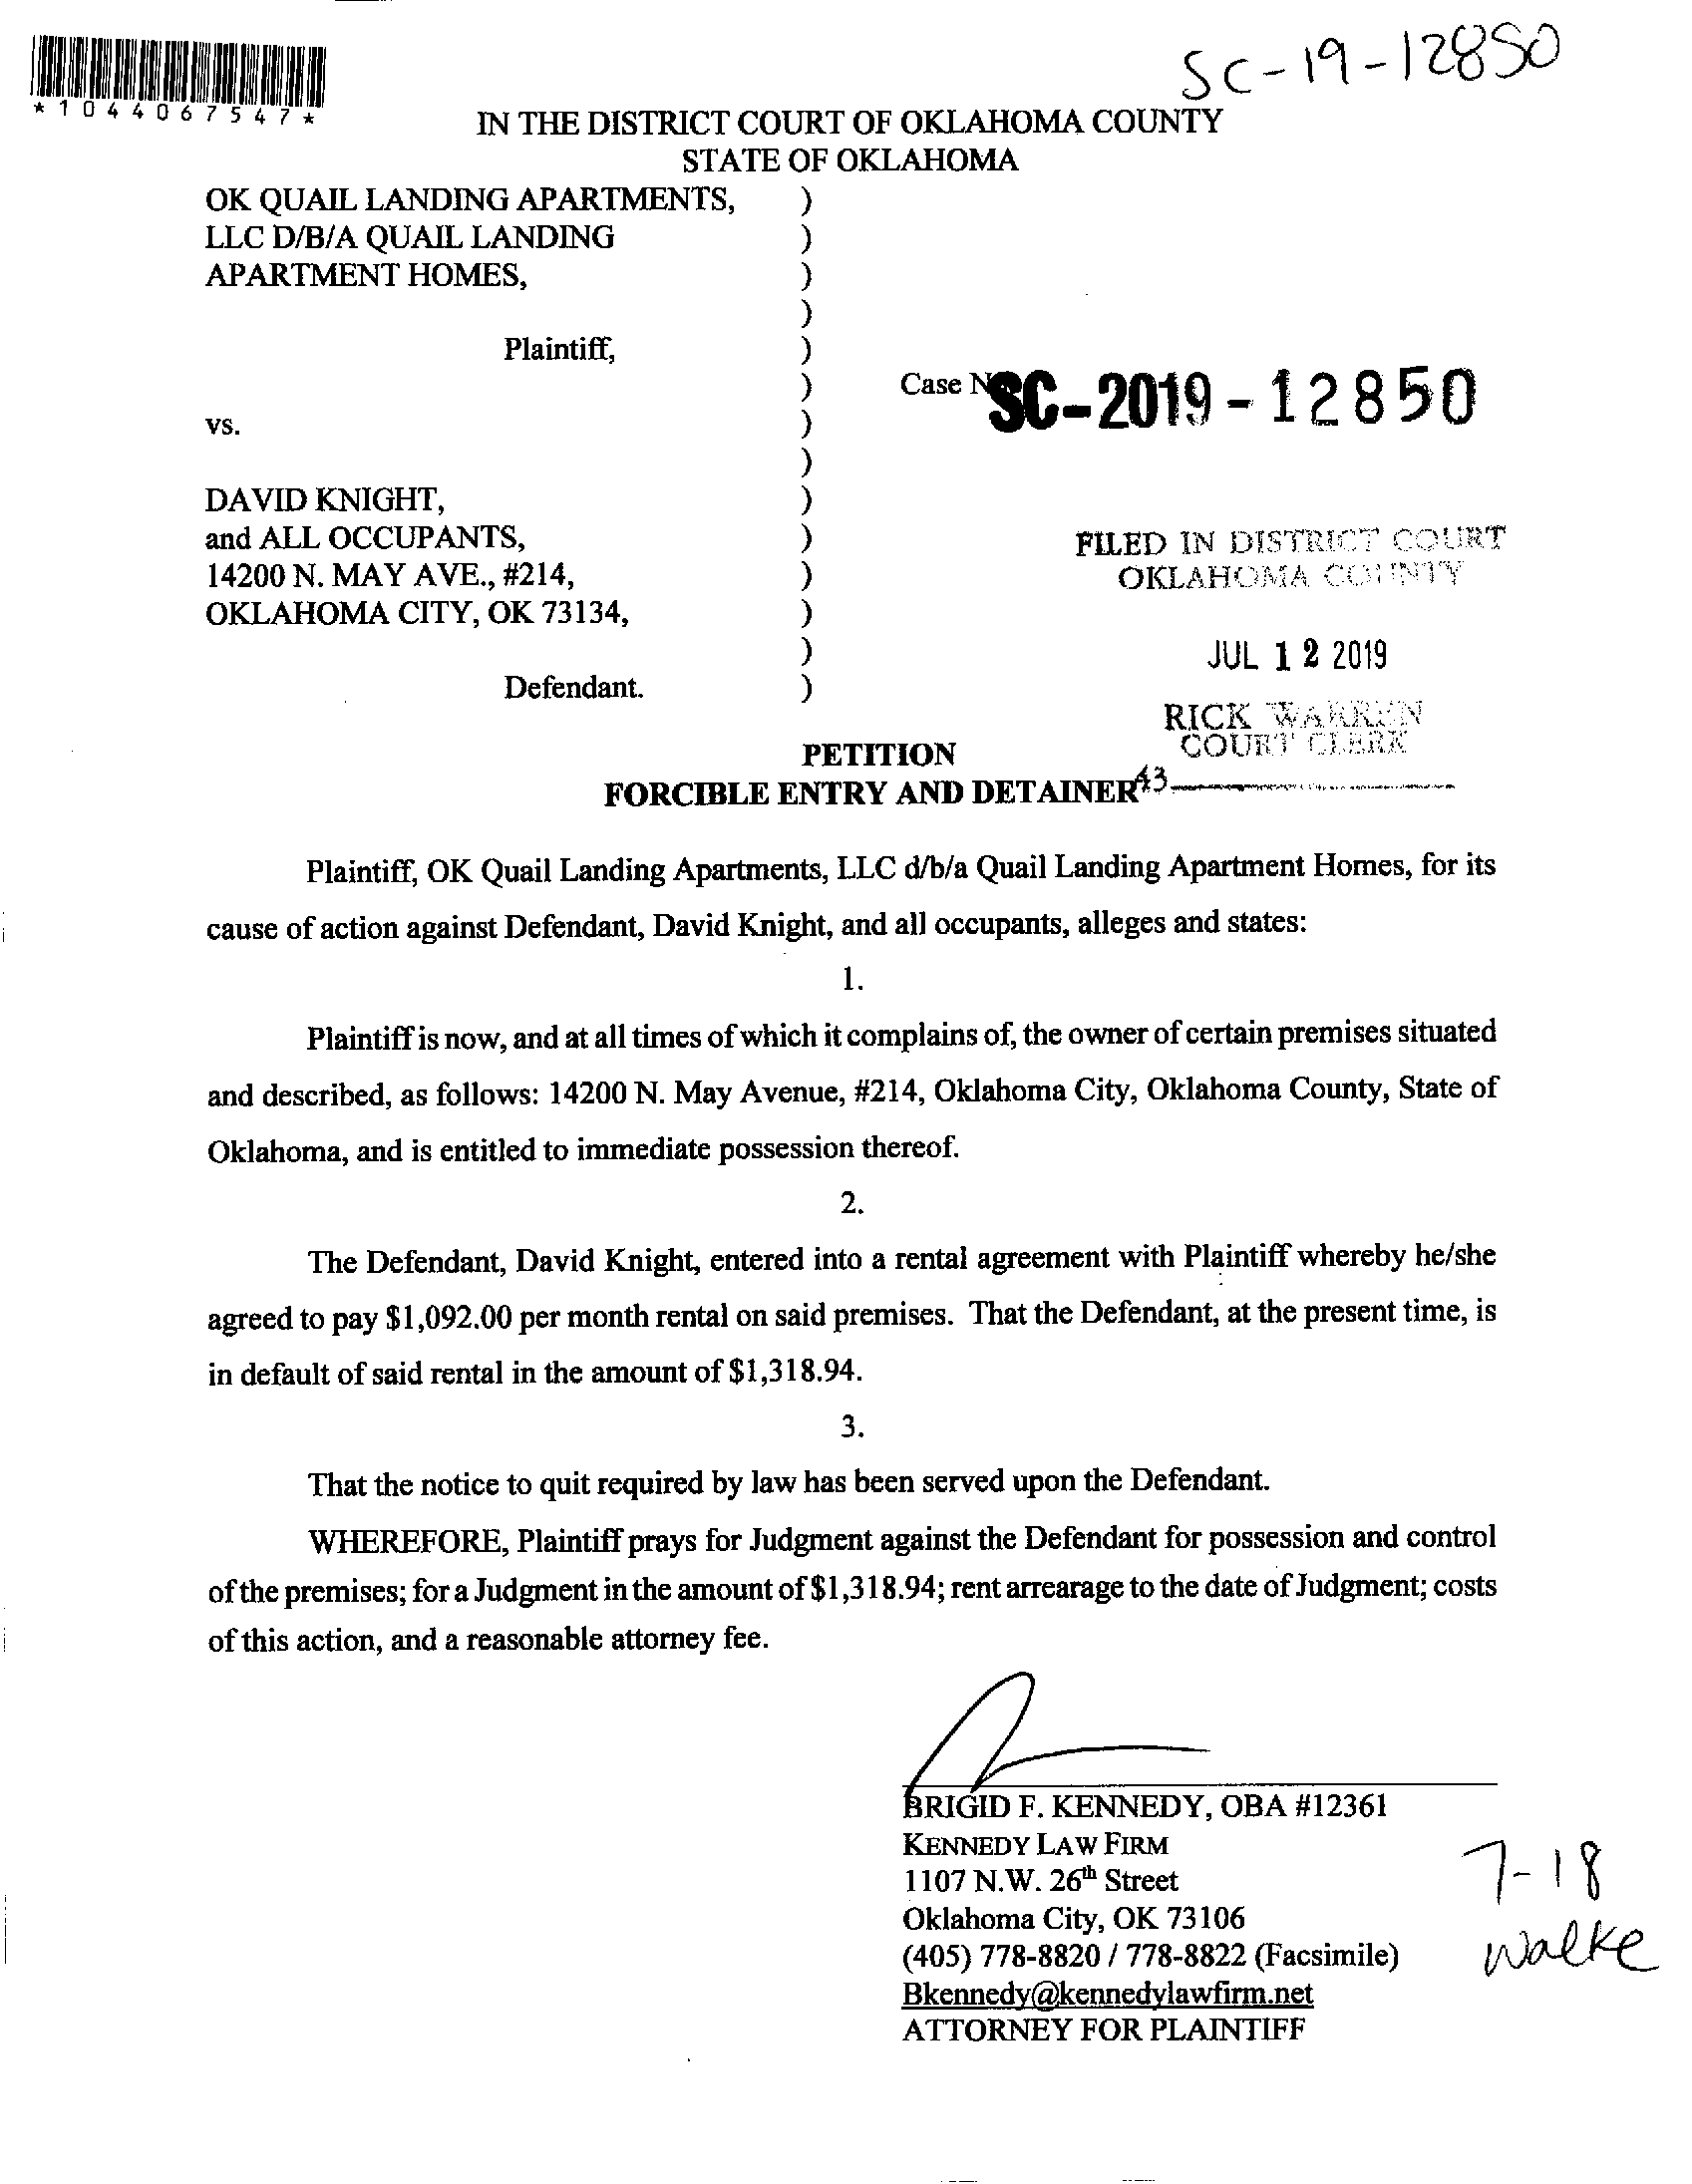 SC-19-12850
*1044067547*
IN THE DISTRICT COURT OF OKLAHOMA COUNTY
STATE OF OKLAHOMA
OK QUAIL LANDING APARTMENTS, )
LLC D/B/A QUAIL LANDING )
APARTMENT HOMES, )
)
Plaintiff, )
) Case N SC-2019-12850
vs. )
)
DAVID KNIGHT, )
and ALL OCCUPANTS, ) FILED IN DISTRICT COURT
14200 N. MAY AVE., #214, ) OKLAHOMA COUNTY
OKLAHOMA CITY, OK 73134, )
) JUL 12 2019
Defendant. )
RICK WARREN
COURT CLERK
PETITION
FORCIBLE ENTRY AND DETAINER 43
Plaintiff, OK Quail Landing Apartments, LLC d/b/a Quail Landing Apartment Homes, for its
cause of action against Defendant, David Knight, and all occupants, alleges and states:
1.
Plaintiff is now, and at all times of which it complains of, the owner of certain premises situated
and described, as follows: 14200 N. May Avenue, #214, Oklahoma City, Oklahoma County, State of
Oklahoma, and is entitled to immediate possession thereof.
2.
The Defendant, David Knight, entered into a rental agreement with Plaintiff whereby he/she
agreed to pay $1,092.00 per month rental on said premises. That the Defendant, at the present time, is
in default of said rental in the amount of $1,318.94.
3.
That the notice to quit required by law has been served upon the Defendant.
WHEREFORE, Plaintiff prays for Judgment against the Defendant for possession and control
of the premises; for a Judgment in the amount of $1,318.94; rent arrearage to the date of Judgment; costs
of this action, and a reasonable attorney fee.
BRIGID F. KENNEDY, OBA #12361
KENNEDY LAW FIRM
1107 N.W. 26th Street
Oklahoma City, OK 73106
(405) 778-8820 / 778-8822 (Facsimile)
Bkennedy@kennedylawfirm.net
ATTORNEY FOR PLAINTIFF
7-18
Walke